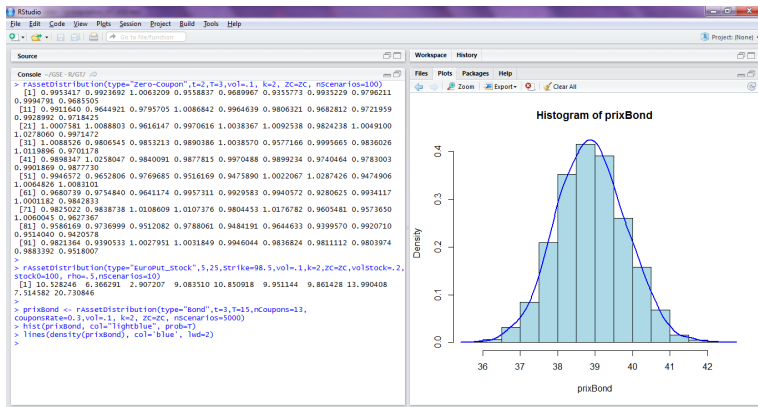 RStudio
File Edit Code View Plots Session Project Build Tools Help
Go to file/function
Project: (None)
Source
Workspace History
Console ~/GSE - R/GT/
Files Plots Packages Help
Zoom Export Clear All
> rAssetDistribution(type="Zero-Coupon",t=2,T=3,vol=.1, k=2, ZC=ZC, nScenarios=100)
[1] 0.9953417 0.9923692 1.0063209 0.9558837 0.9689967 0.9335773 0.9935229 0.9796211
0.9994791 0.9685505
[11] 0.9911640 0.9644921 0.9795705 1.0086842 0.9964639 0.9806321 0.9682812 0.9721959
0.9928992 0.9718425
[21] 1.0007581 1.0088803 0.9616147 0.9970616 1.0038367 1.0092538 0.9824238 1.0049100
1.0278060 0.9971472
[31] 1.0088526 0.9806545 0.9853213 0.9890386 1.0038570 0.9577166 0.9995665 0.9836026
1.0119896 0.9701178
[41] 0.9898347 1.0258047 0.9840091 0.9877815 0.9970488 0.9899234 0.9740464 0.9783003
0.9901869 0.9877730
[51] 0.9946572 0.9652806 0.9769685 0.9516169 0.9475890 1.0022067 1.0287426 0.9474906
1.0064826 1.0083101
[61] 0.9680739 0.9754840 0.9641174 0.9957311 0.9929583 0.9940572 0.9280625 0.9934117
1.0001182 0.9842833
[71] 0.9825022 0.9838738 1.0108609 1.0107376 0.9804453 1.0176782 0.9605481 0.9573650
1.0060045 0.9627367
[81] 0.9586169 0.9736999 0.9512082 0.9788061 0.9484191 0.9644633 0.9399570 0.9920710
0.9514040 0.9420578
[91] 0.9821364 0.9390533 1.0027951 1.0031849 0.9946044 0.9836824 0.9811112 0.9803974
0.9883392 0.9518007
>
> rAssetDistribution(type="EuroPut_Stock",5,25,Strike=98.5,vol=.1,k=2,ZC=ZC,volStock=.2,
stock0=100, rho=.5,nScenarios=10)
[1] 10.528246 6.366291 2.907207 9.083510 10.850918 9.951144 9.861428 13.990408
7.514582 20.730846
>
> prixBond <- rAssetDistribution(type="Bond",t=3,T=15,nCoupons=13,
couponsRate=0.3,vol=.1, k=2, ZC=ZC, nScenarios=5000)
> hist(prixBond, col="lightblue", prob=T)
> lines(density(prixBond), col='blue', lwd=2)
>
Histogram of prixBond
Density
0.4
0.3
0.2
0.1
0.0
36 37 38 39 40 41 42
prixBond